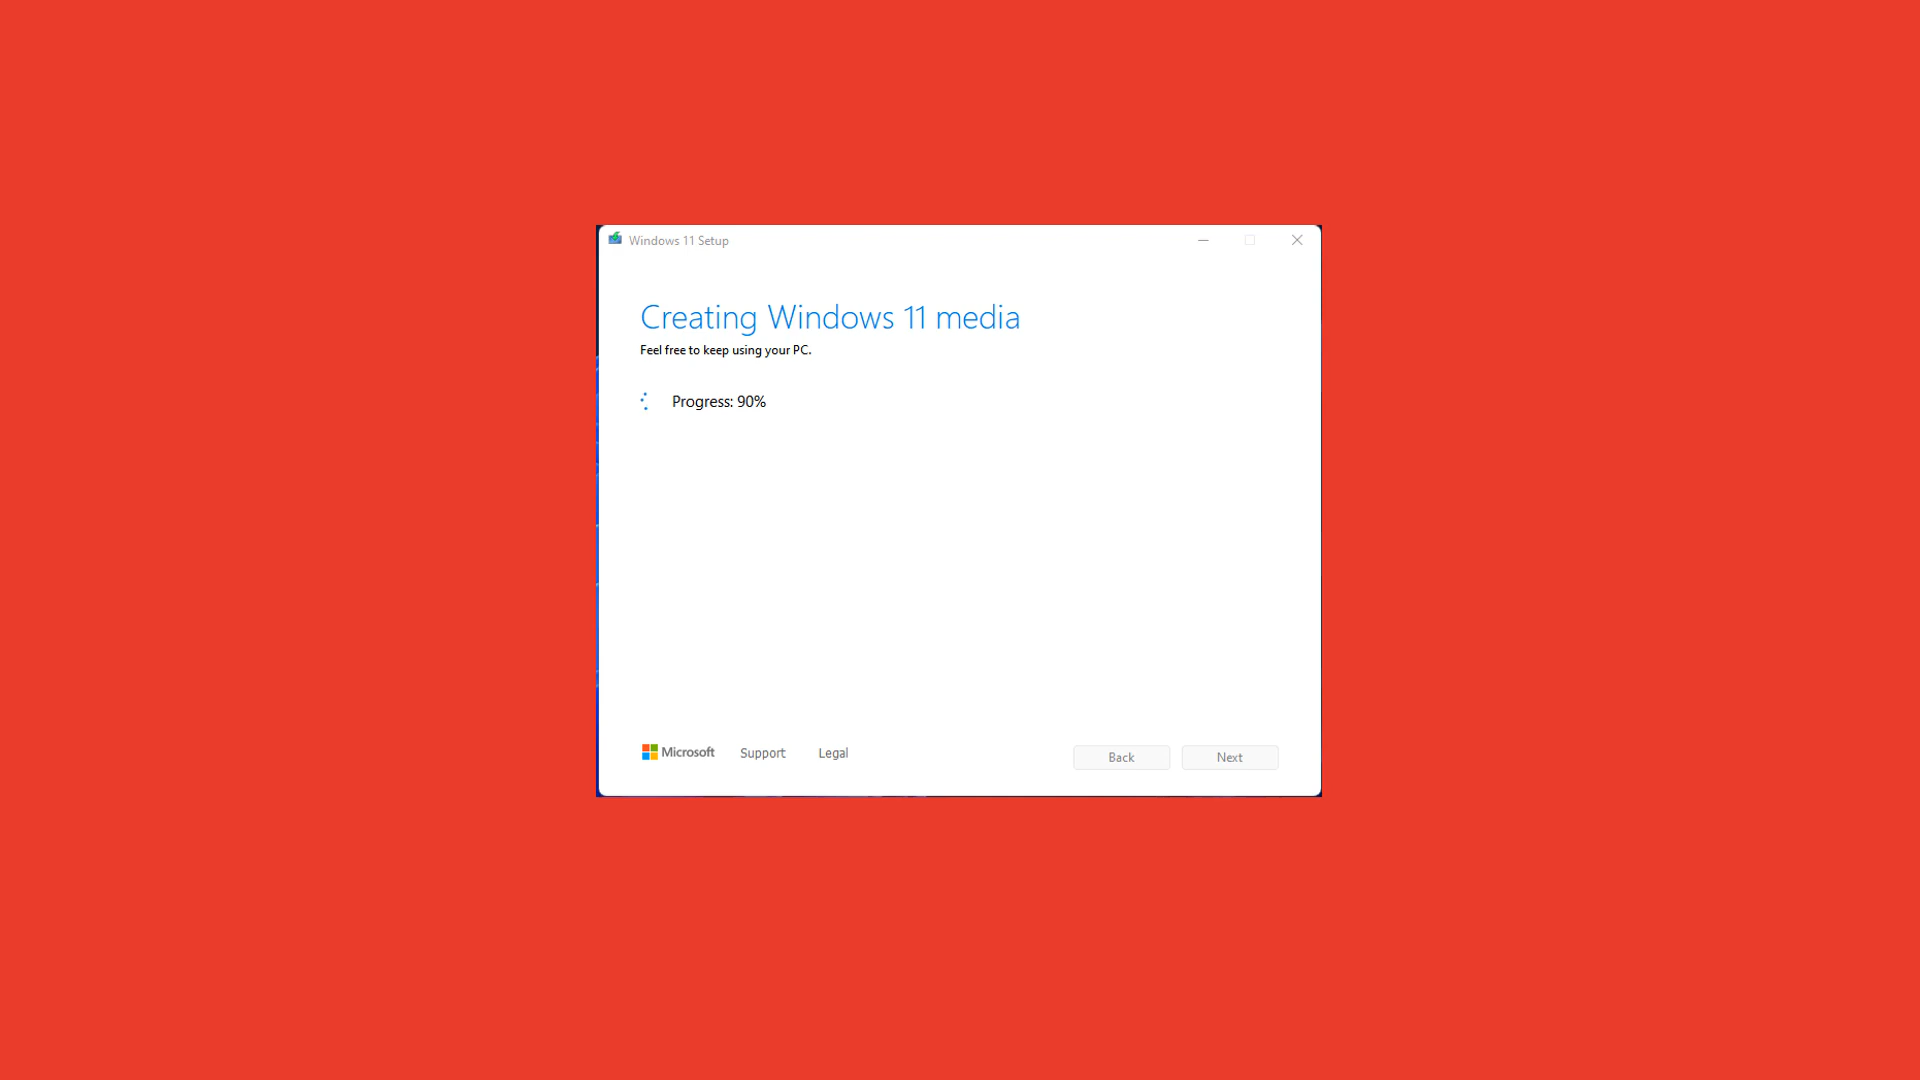 Windows 11 Setup
Creating Windows 11 media
Feel free to keep using your PC.
Progress: 90%
Microsoft Support Legal Back Next